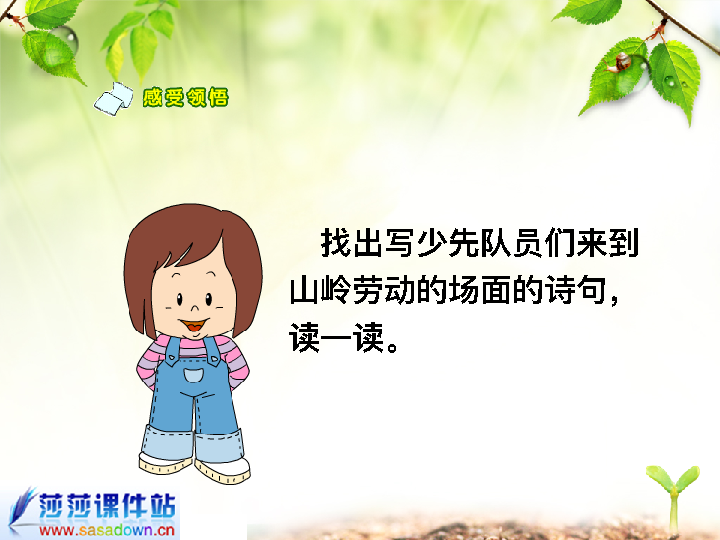 感受领悟
找出写少先队员们来到
山岭劳动的场面的诗句，
读一读。
莎莎课件站
www.sasadown.cn